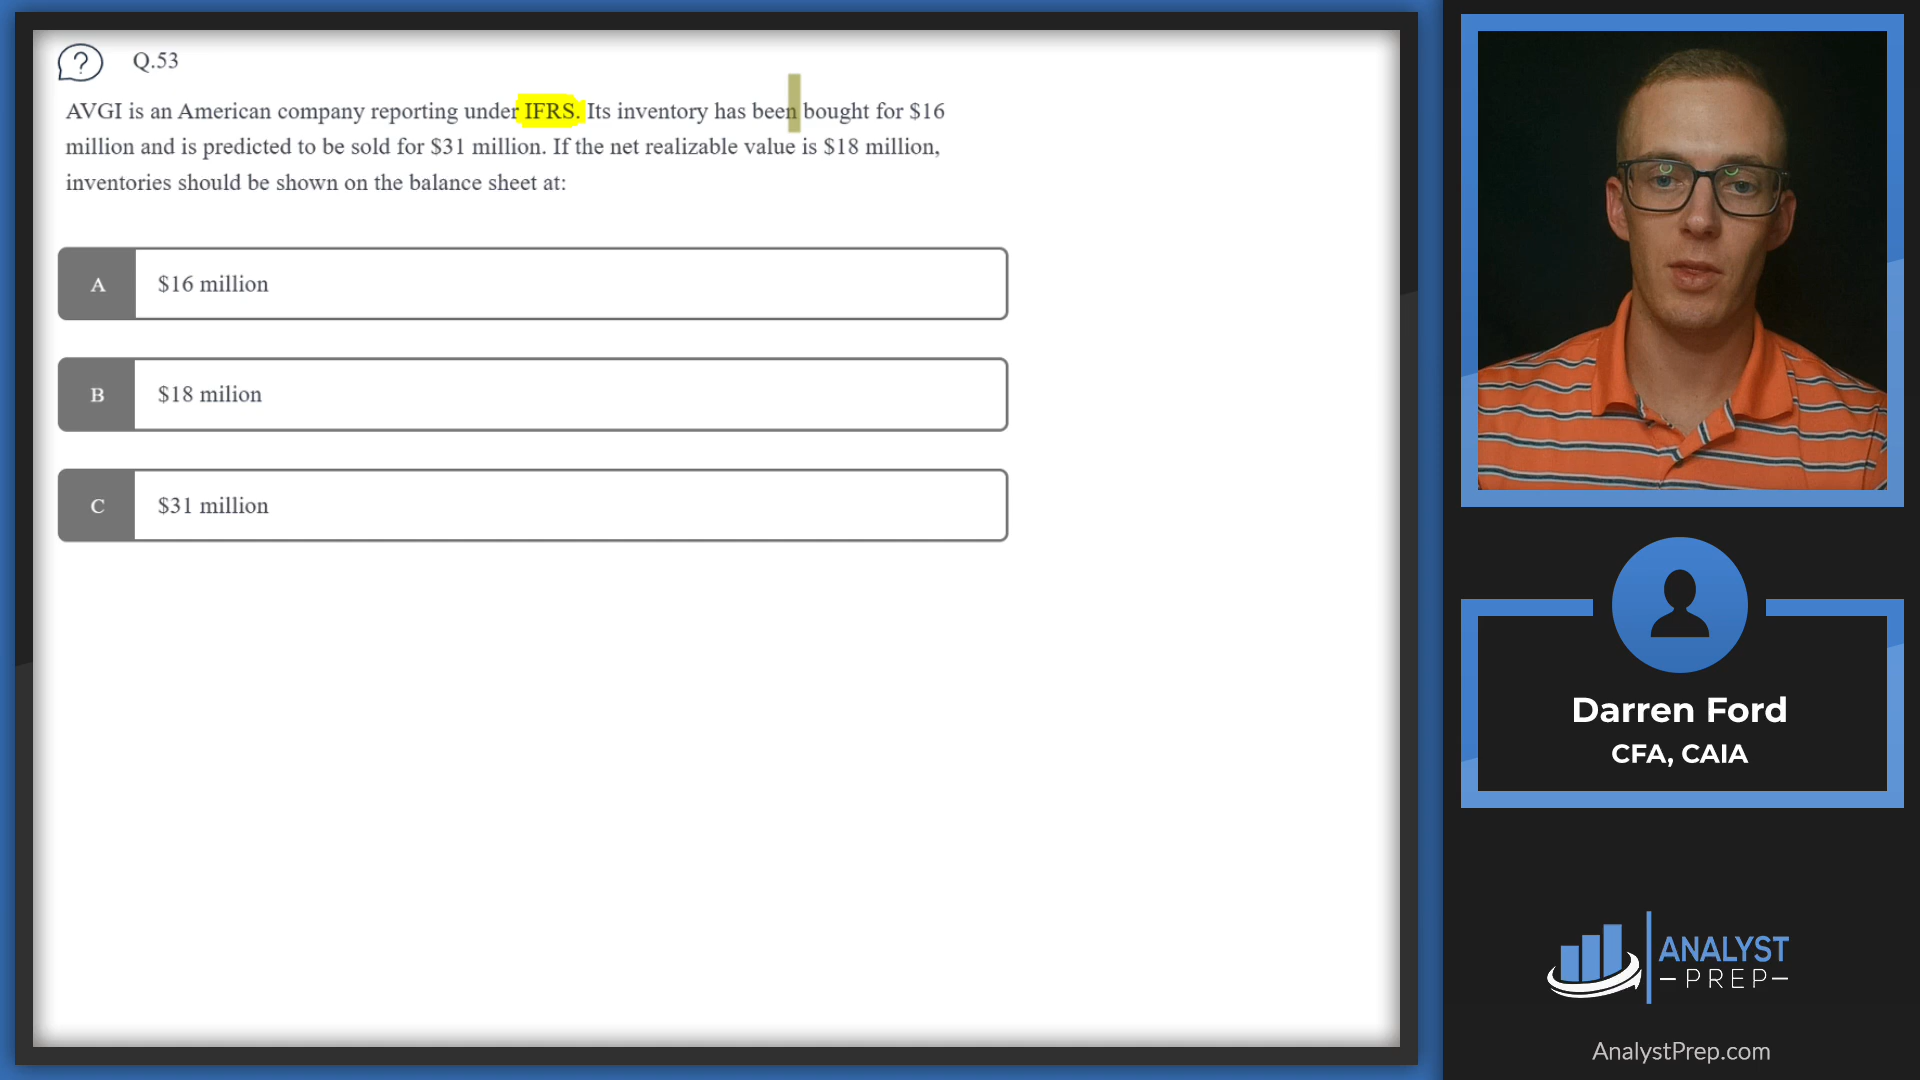 ?
Q.53
AVGI is an American company reporting under IFRS. Its inventory has been bought for $16
million and is predicted to be sold for $31 million. If the net realizable value is $18 million,
inventories should be shown on the balance sheet at:
A
$16 million
B
$18 milion
C
$31 million
Darren Ford
CFA, CAIA
ANALYST
PREP
AnalystPrep.com